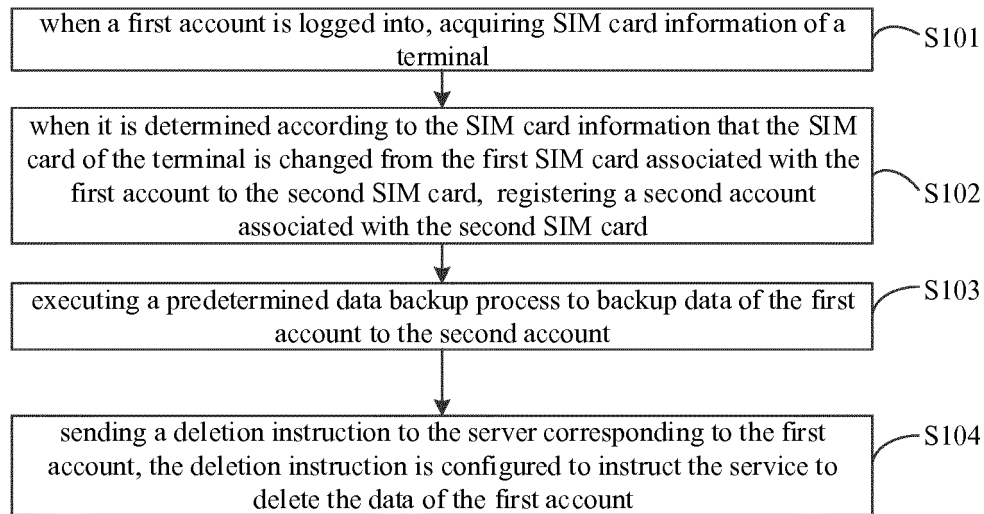 when a first account is logged into, acquiring SIM card information of a
terminal
S101
when it is determined according to the SIM card information that the SIM
card of the terminal is changed from the first SIM card associated with the
first account to the second SIM card, registering a second account
associated with the second SIM card
S102
executing a predetermined data backup process to backup data of the first
account to the second account
S103
sending a deletion instruction to the server corresponding to the first
account, the deletion instruction is configured to instruct the service to
delete the data of the first account
S104